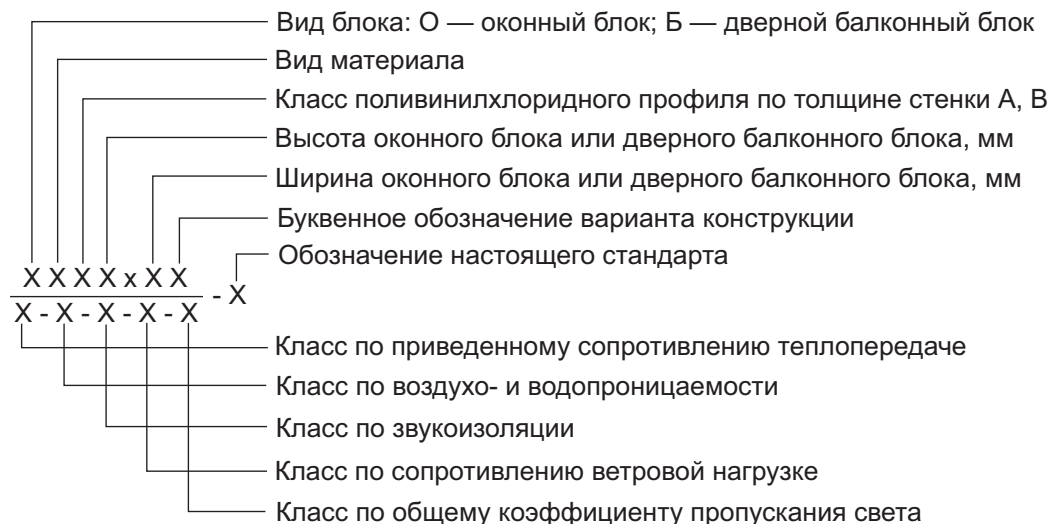 Вид блока: О — оконный блок; Б — дверной балконный блок
Вид материала
Класс поливинилхлоридного профиля по толщине стенки А, В
Высота оконного блока или дверного балконного блока, мм
Ширина оконного блока или дверного балконного блока, мм
Буквенное обозначение варианта конструкции
Обозначение настоящего стандарта
Х Х Х Х х Х Х
- Х
Х - Х - Х - Х - Х
Класс по приведенному сопротивлению теплопередаче
Класс по воздухо- и водопроницаемости
Класс по звукоизоляции
Класс по сопротивлению ветровой нагрузке
Класс по общему коэффициенту пропускания света